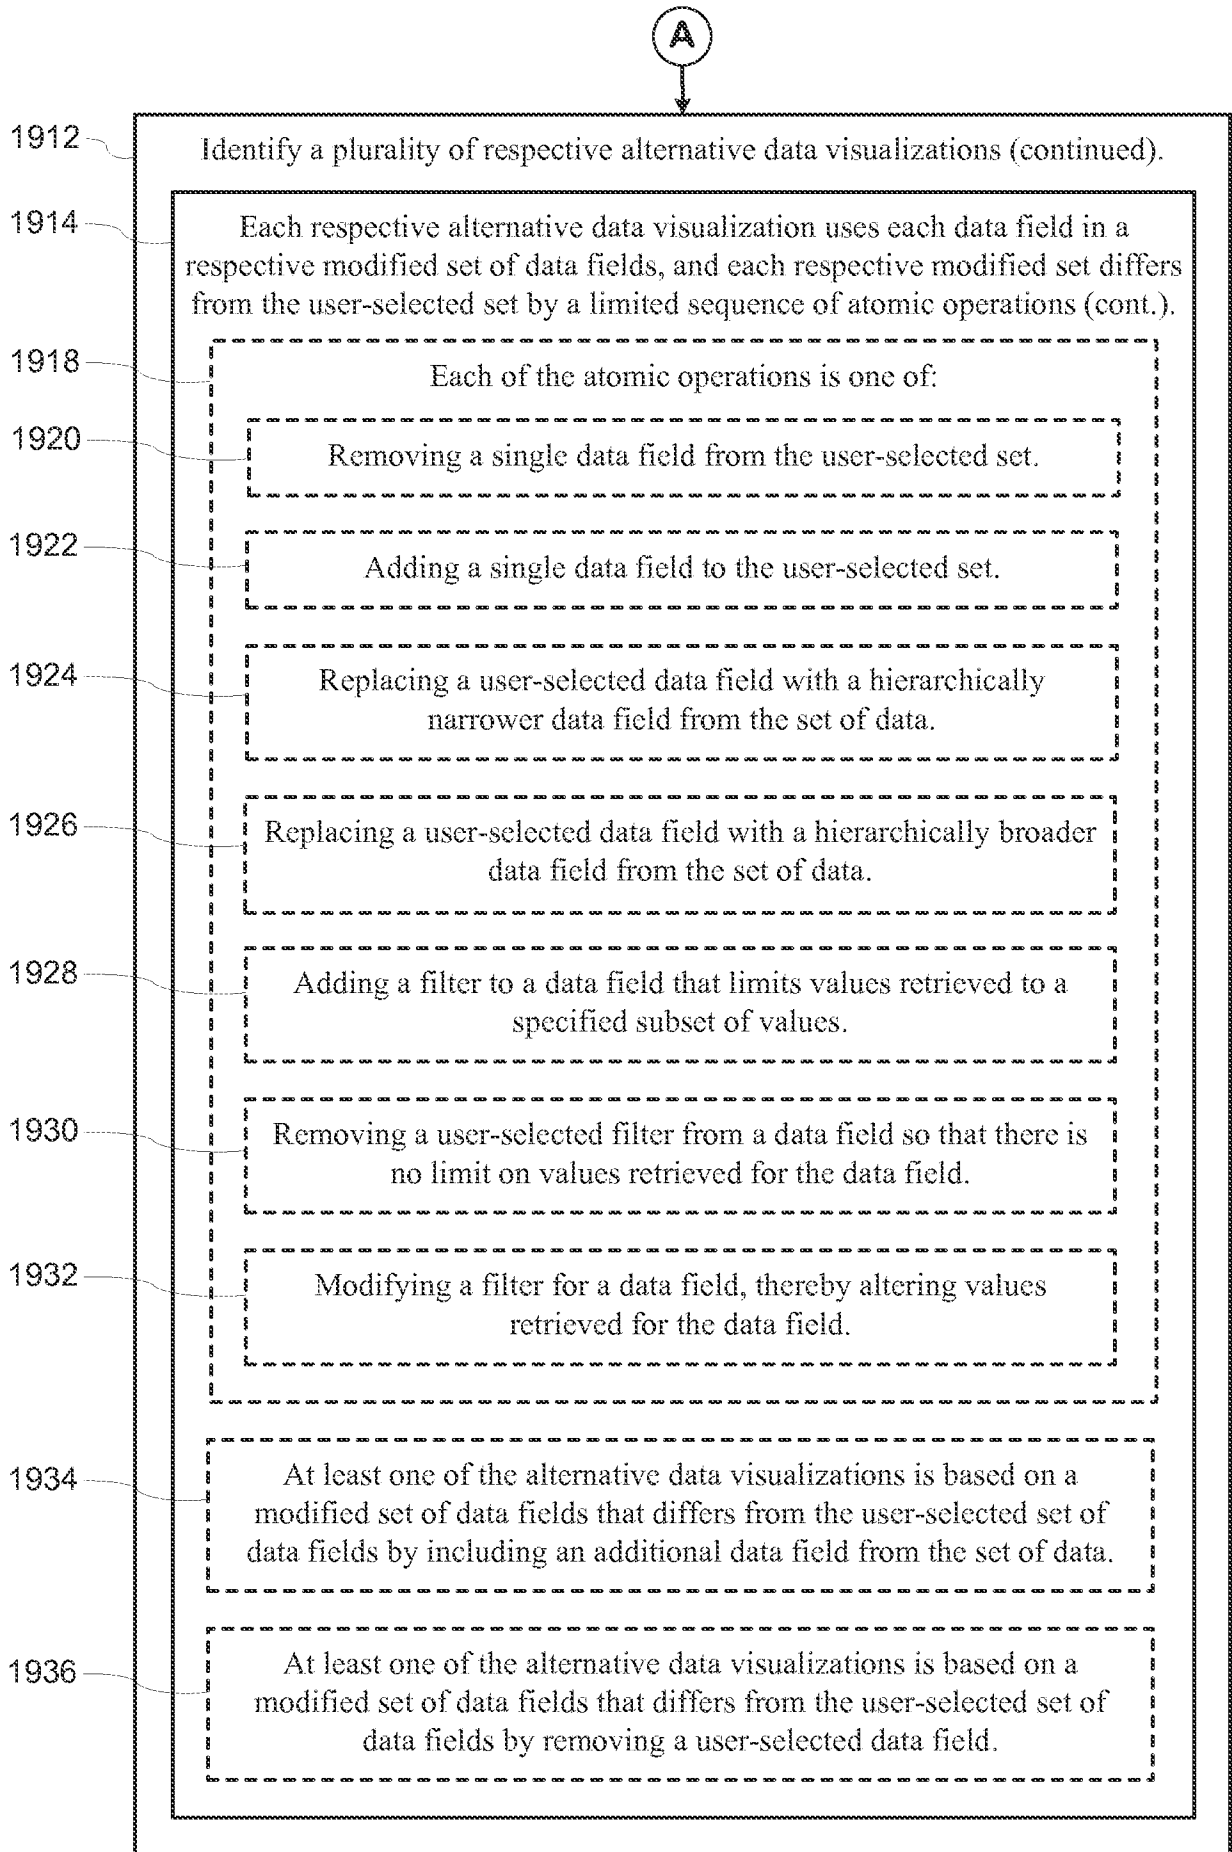 A
1912
Identify a plurality of respective alternative data visualizations (continued).
1914
Each respective alternative data visualization uses each data field in a
respective modified set of data fields, and each respective modified set differs
from the user-selected set by a limited sequence of atomic operations (cont.).
1918
Each of the atomic operations is one of:
1920
Removing a single data field from the user-selected set.
1922
Adding a single data field to the user-selected set.
1924
Replacing a user-selected data field with a hierarchically
narrower data field from the set of data.
1926
Replacing a user-selected data field with a hierarchically broader
data field from the set of data.
1928
Adding a filter to a data field that limits values retrieved to a
specified subset of values.
1930
Removing a user-selected filter from a data field so that there is
no limit on values retrieved for the data field.
1932
Modifying a filter for a data field, thereby altering values
retrieved for the data field.
1934
At least one of the alternative data visualizations is based on a
modified set of data fields that differs from the user-selected set of
data fields by including an additional data field from the set of data.
1936
At least one of the alternative data visualizations is based on a
modified set of data fields that differs from the user-selected set of
data fields by removing a user-selected data field.